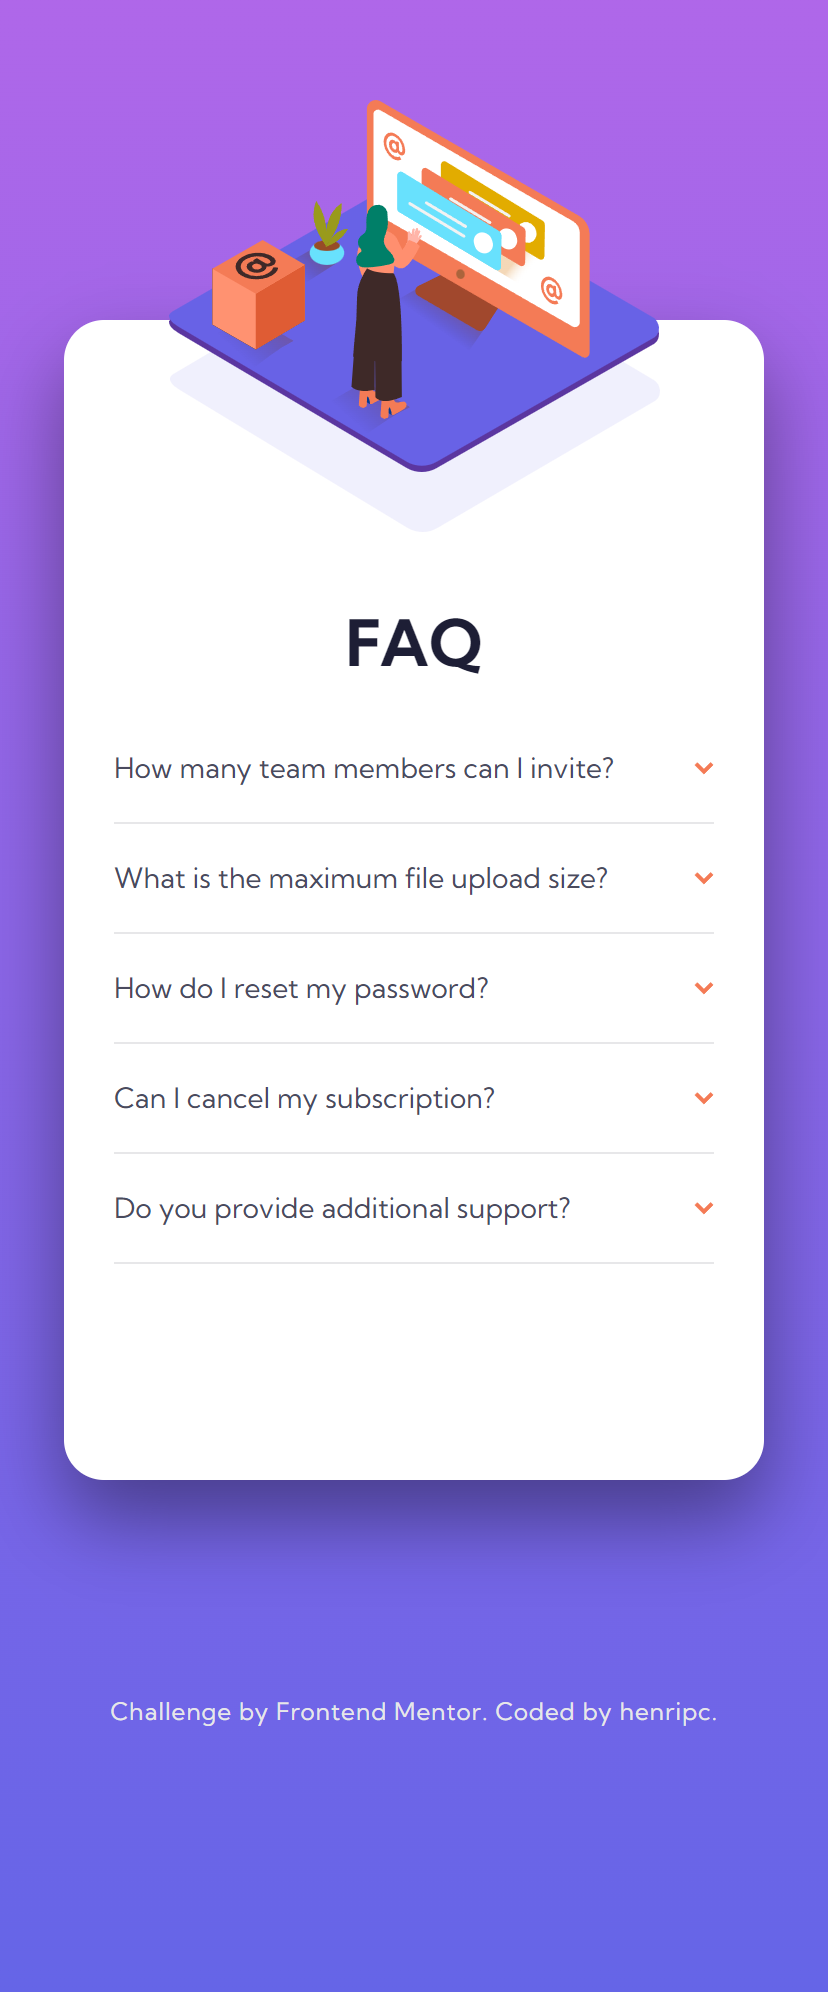 @
@
@
FAQ
How many team members can I invite?
What is the maximum file upload size?
How do I reset my password?
Can I cancel my subscription?
Do you provide additional support?
Challenge by Frontend Mentor. Coded by henripc.